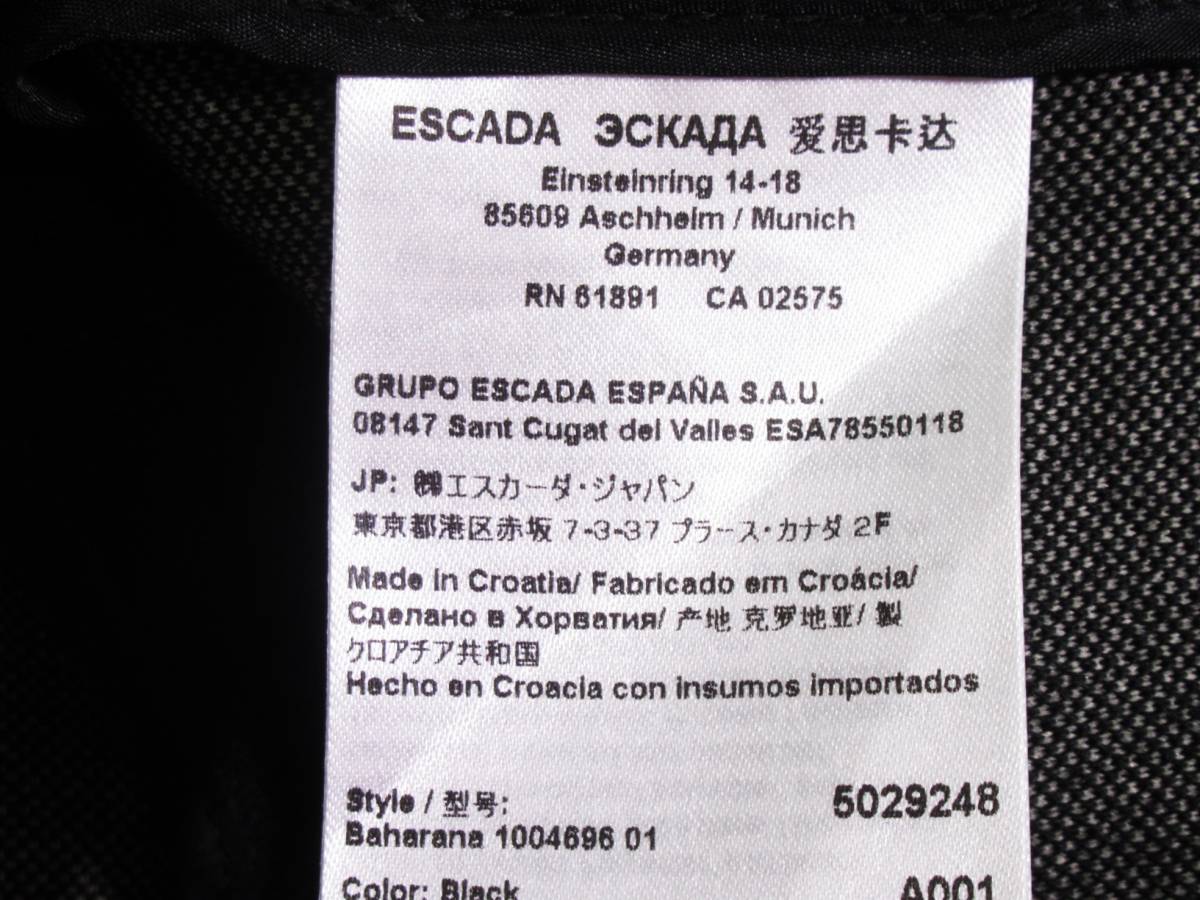 ESCADA ЭСКАДА 爱思卡达
Einsteinring 14-18
85609 Aschheim / Munich
Germany
RN 61891 CA 02575
GRUPO ESCADA ESPAÑA S.A.U.
08147 Sant Cugat del Valles ESA78550118
JP: ㈱エスカーダ・ジャパン
東京都港区赤坂 7-3-37 プラース・カナダ 2F
Made in Croatia/ Fabricado em Croácia/
Сделано в Хорватия/ 产地 克罗地亚/ 製
クロアチア共和国
Hecho en Croacia con insumos importados
Style / 型号: 5029248
Baharana 1004696 01
Color: Black A001